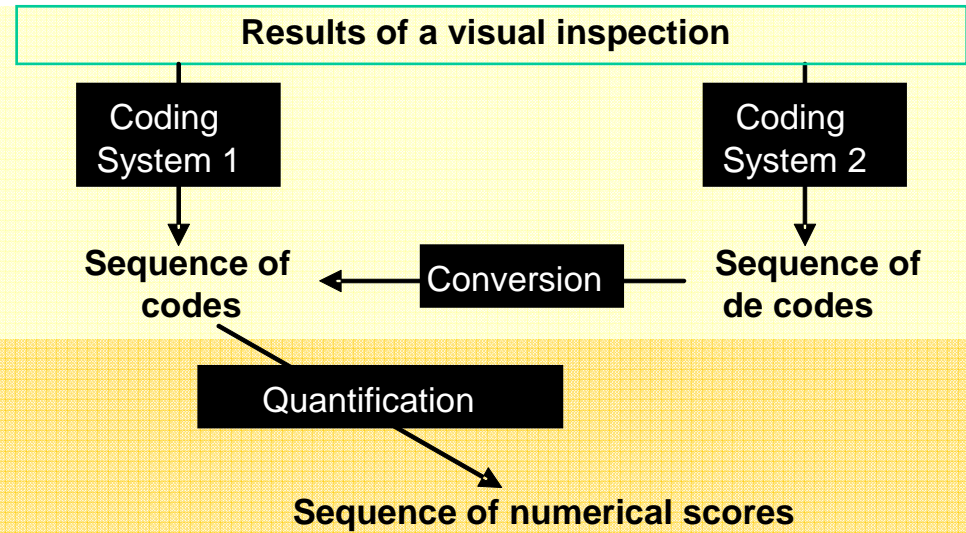 Results of a visual inspection
Coding
System 1
Coding
System 2
Sequence of
codes
Conversion
Sequence of
de codes
Quantification
Sequence of numerical scores